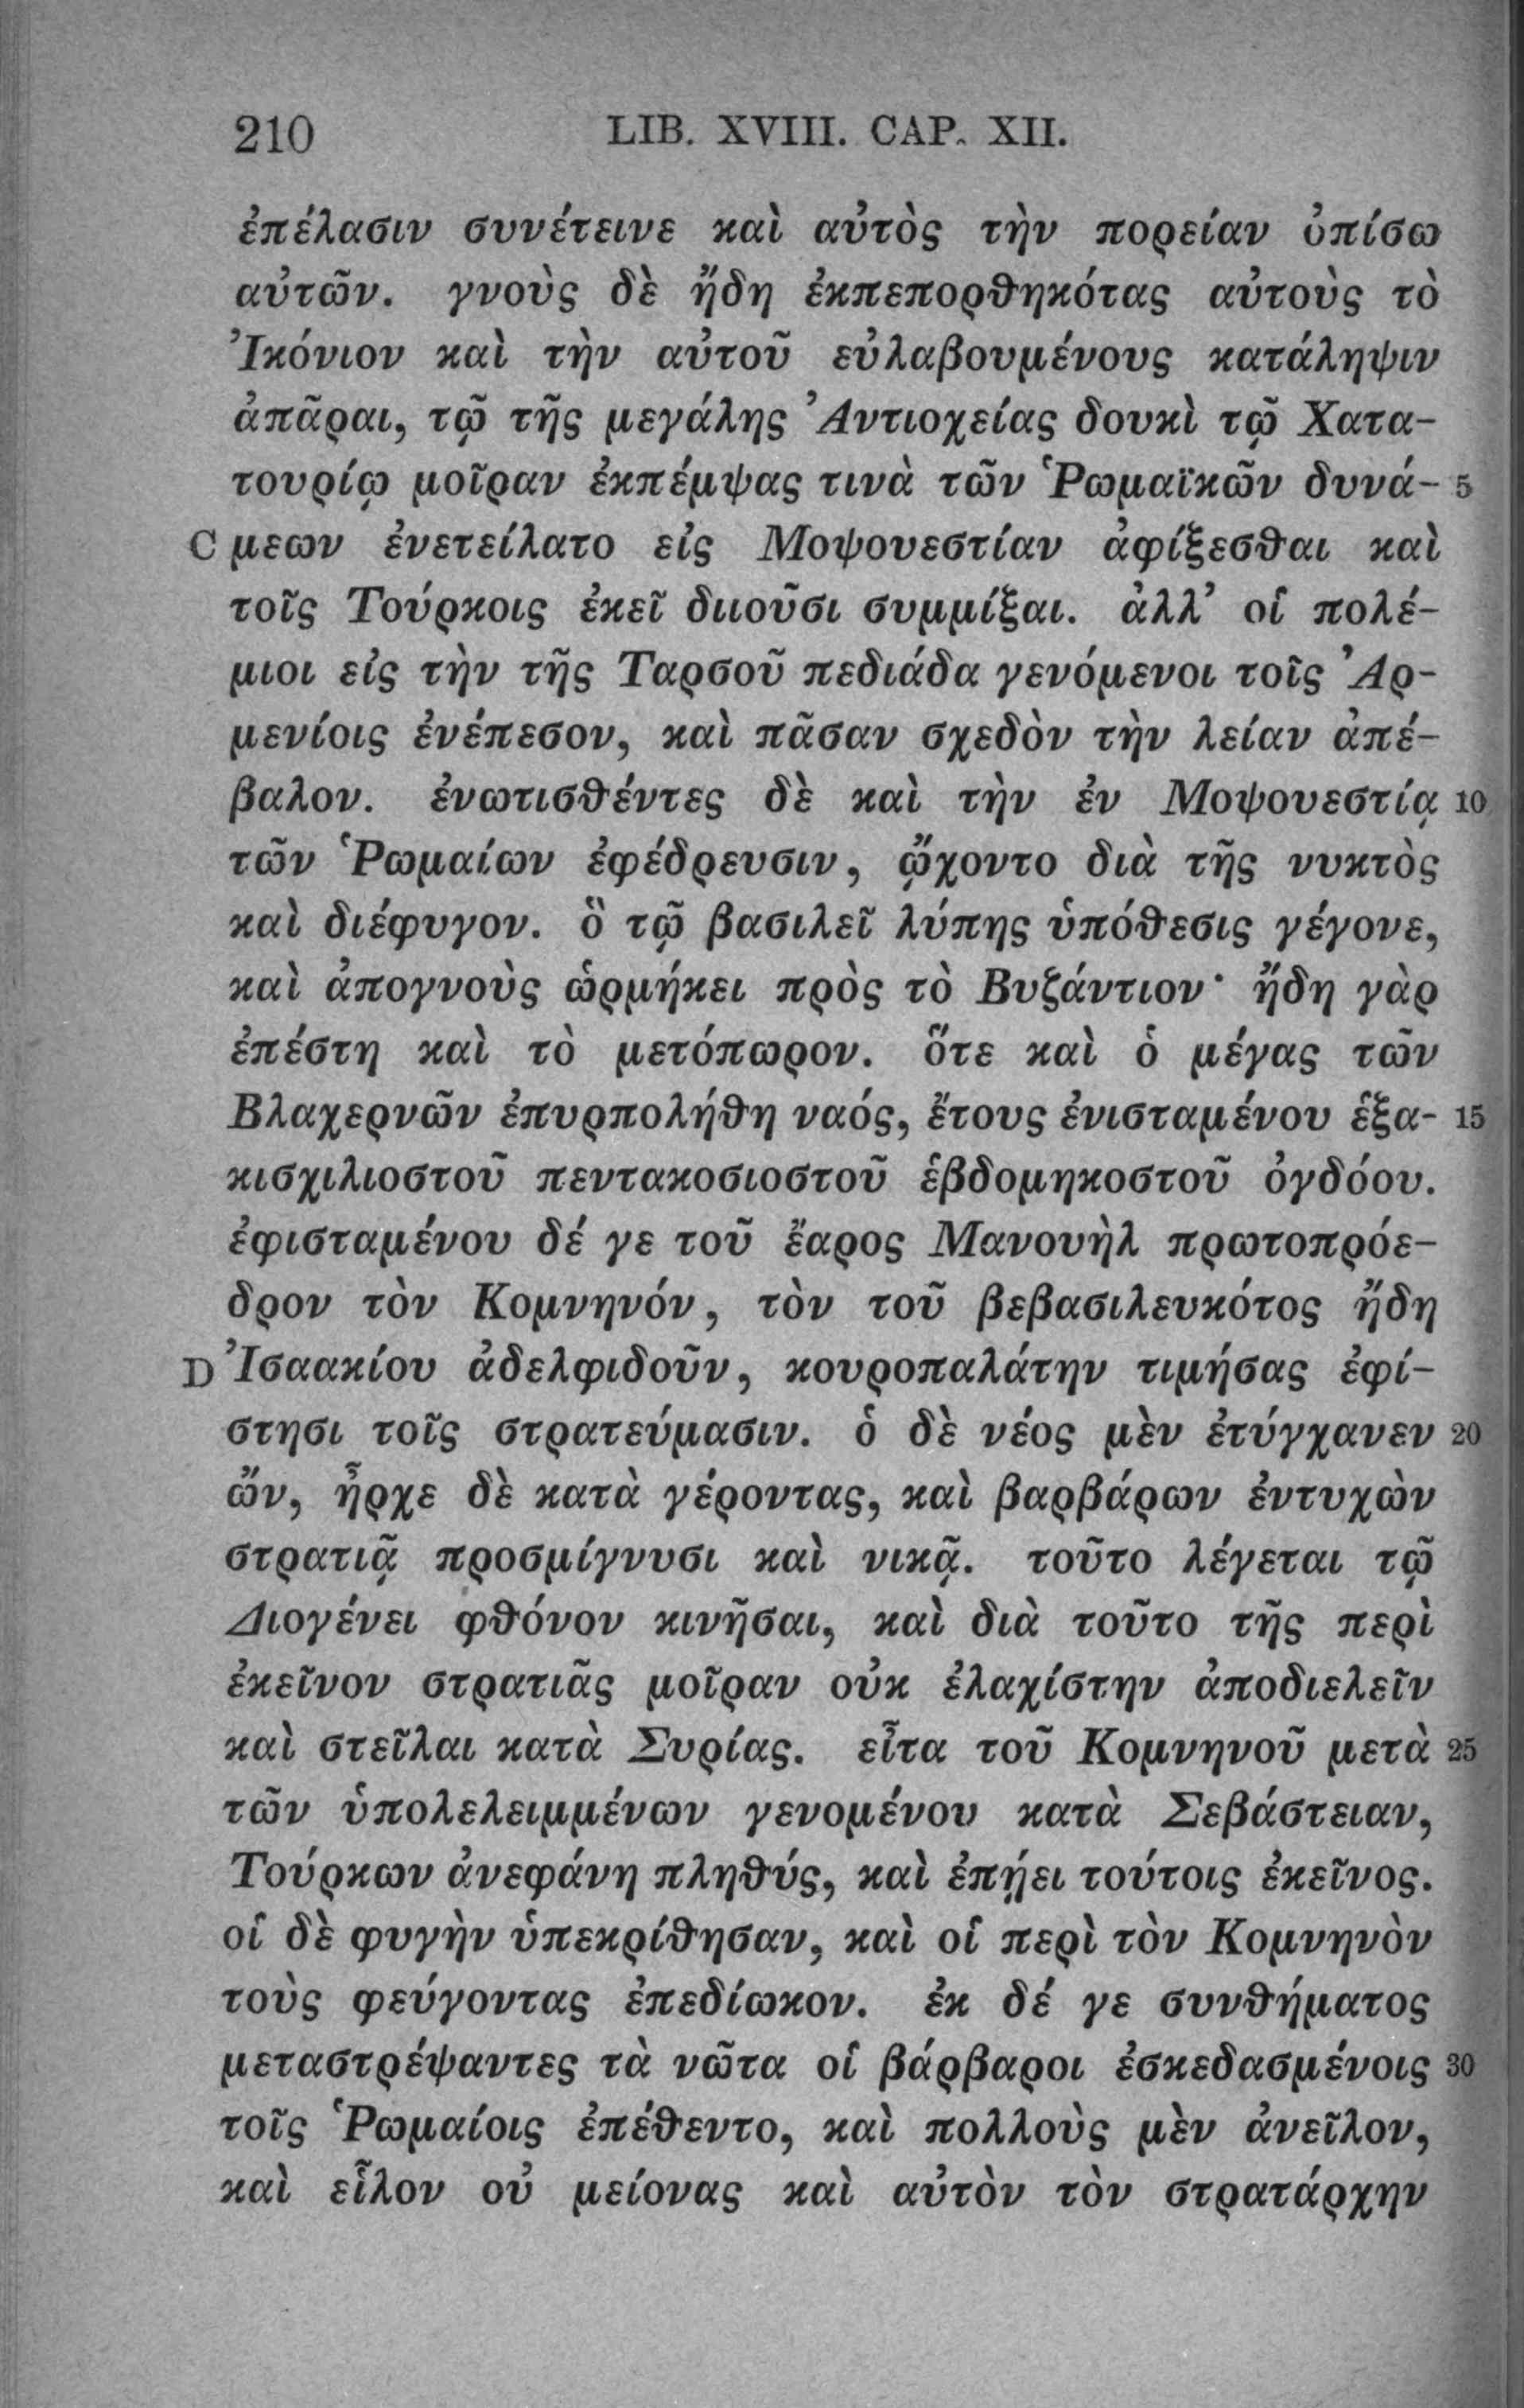 210 LIB. XVIII. CAP. XII.
ἐπέλασιν συνέτεινε καὶ αὐτὸς τὴν πορείαν ὀπίσω
αὐτῶν. γνοὺς δὲ ἤδη ἐκπεπορθηκότας αὐτοὺς τὸ
Ἰκόνιον καὶ τὴν αὐτοῦ εὐλαβουμένους κατάληψιν
ἀπᾶραι, τῷ τῆς μεγάλης Ἀντιοχείας δουκὶ τῷ Χατα-
τουρίῳ μοῖραν ἐκπέμψας τινὰ τῶν Ῥωμαϊκῶν δυνά- 5
C μεων ἐνετείλατο εἰς Μοψουεστίαν ἀφίξεσθαι καὶ
τοῖς Τούρκοις ἐκεῖ διιοῦσι συμμίξαι. ἀλλ’ οἱ πολέ-
μιοι εἰς τὴν τῆς Ταρσοῦ πεδιάδα γενόμενοι τοῖς Ἀρ-
μενίοις ἐνέπεσον, καὶ πᾶσαν σχεδὸν τὴν λείαν ἀπέ-
βαλον. ἐνωτισθέντες δὲ καὶ τὴν ἐν Μοψουεστίᾳ 10
τῶν Ῥωμαίων ἐφέδρευσιν, ᾤχοντο διὰ τῆς νυκτὸς
καὶ διέφυγον. ὃ τῷ βασιλεῖ λύπης ὑπόθεσις γέγονε,
καὶ ἀπογνοὺς ὡρμήκει πρὸς τὸ Βυζάντιον· ἤδη γὰρ
ἐπέστη καὶ τὸ μετόπωρον. ὅτε καὶ ὁ μέγας τῶν
Βλαχερνῶν ἐπυρπολήθη ναός, ἔτους ἐνισταμένου ἑξα- 15
κισχιλιοστοῦ πεντακοσιοστοῦ ἑβδομηκοστοῦ ὀγδόου.
ἐφισταμένου δέ γε τοῦ ἔαρος Μανουὴλ πρωτοπρόε-
δρον τὸν Κομνηνόν, τὸν τοῦ βεβασιλευκότος ἤδη
D Ἰσαακίου ἀδελφιδοῦν, κουροπαλάτην τιμήσας ἐφί-
στησι τοῖς στρατεύμασιν. ὁ δὲ νέος μὲν ἐτύγχανεν 20
ὤν, ἦρχε δὲ κατὰ γέροντας, καὶ βαρβάρων ἐντυχὼν
στρατιᾷ προσμίγνυσι καὶ νικᾷ. τοῦτο λέγεται τῷ
Διογένει φθόνον κινῆσαι, καὶ διὰ τοῦτο τῆς περὶ
ἐκεῖνον στρατιᾶς μοῖραν οὐκ ἐλαχίστην ἀποδιελεῖν
καὶ στεῖλαι κατὰ Συρίας. εἶτα τοῦ Κομνηνοῦ μετὰ 25
τῶν ὑπολελειμμένων γενομένου κατὰ Σεβάστειαν,
Τούρκων ἀνεφάνη πληθύς, καὶ ἐπῄει τούτοις ἐκεῖνος.
οἱ δὲ φυγὴν ὑπεκρίθησαν, καὶ οἱ περὶ τὸν Κομνηνὸν
τοὺς φεύγοντας ἐπεδίωκον. ἐκ δέ γε συνθήματος
μεταστρέψαντες τὰ νῶτα οἱ βάρβαροι ἐσκεδασμένοις 30
τοῖς Ῥωμαίοις ἐπέθεντο, καὶ πολλοὺς μὲν ἀνεῖλον,
καὶ εἷλον οὐ μείονας καὶ αὐτὸν τὸν στρατάρχην